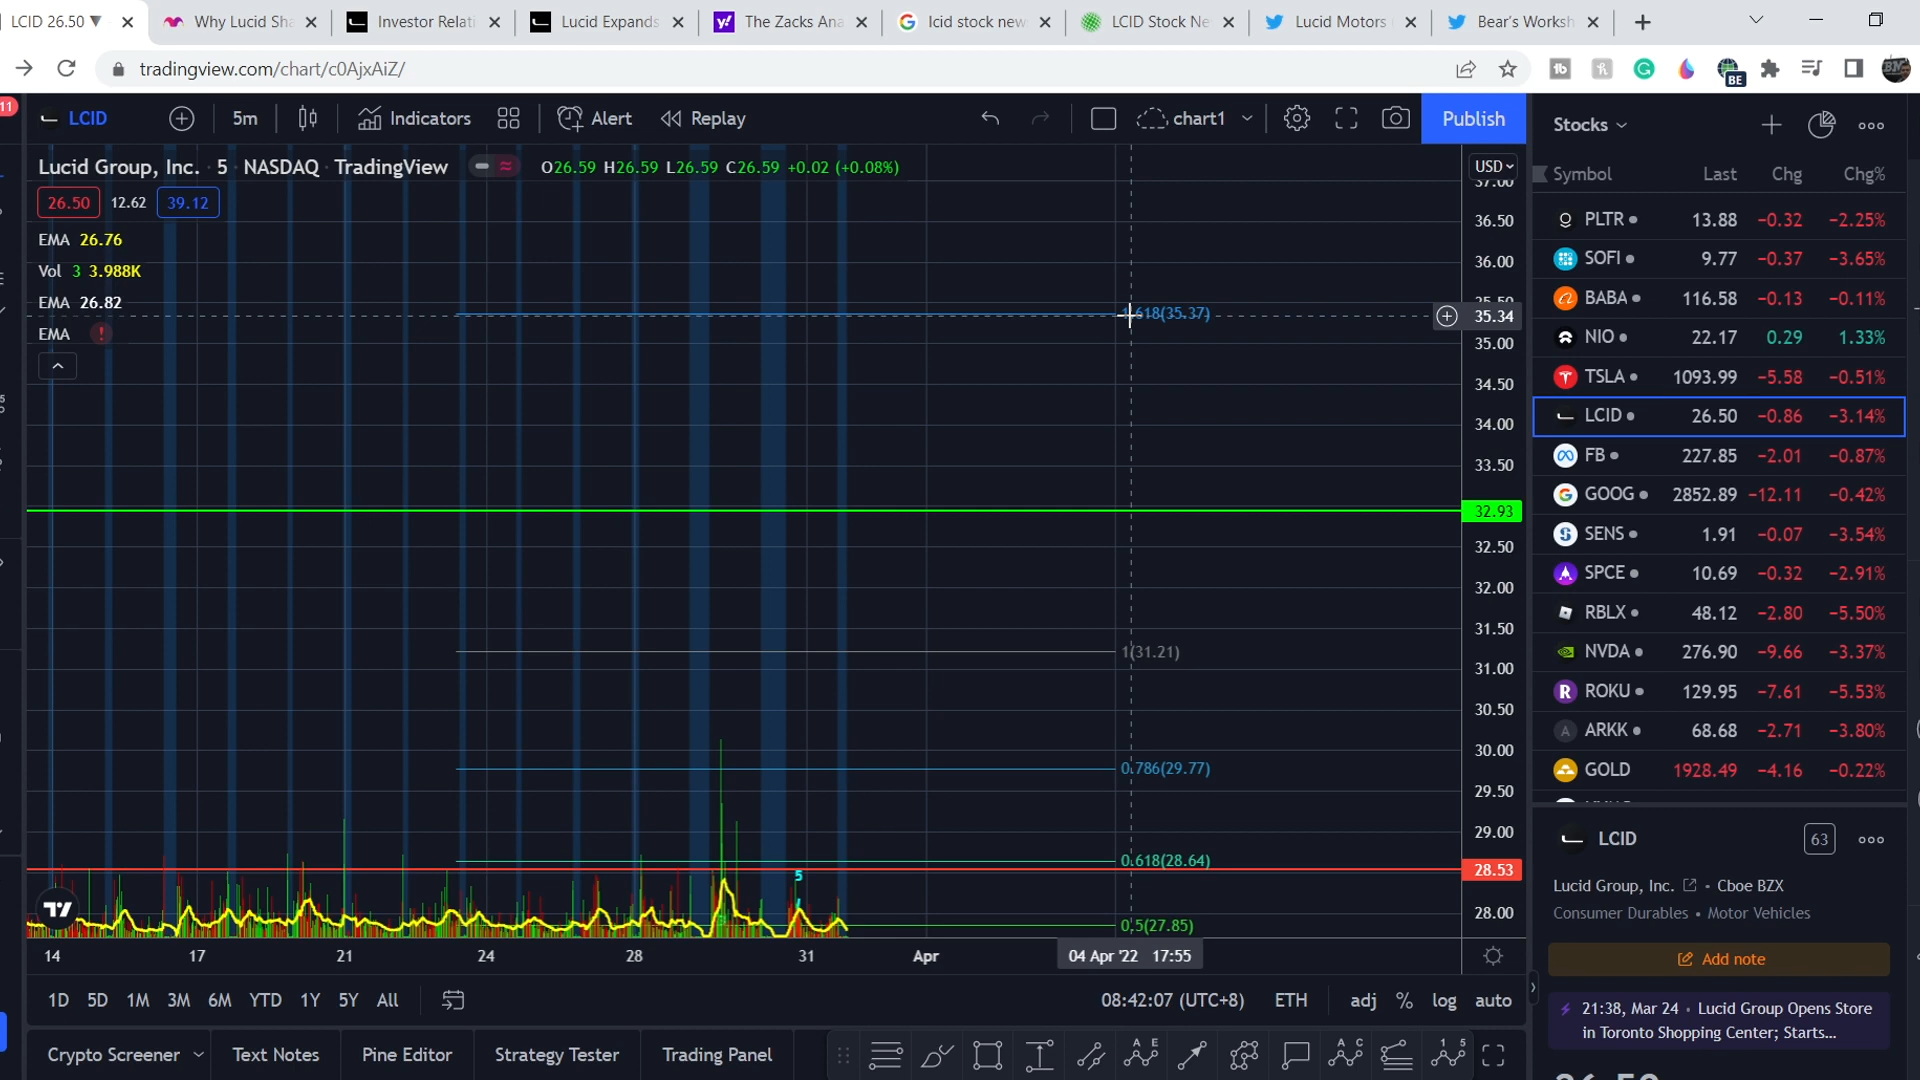 LCID 26.50 ▼
Why Lucid Sha
Investor Relati
Lucid Expands
The Zacks Ana
lcid stock new
LCID Stock Ne
Lucid Motors
Bear's Worksh
tradingview.com/chart/c0AjxAiZ/
BE
11
LCID
5m
Indicators
Alert
Replay
chart1
Publish
Stocks
Lucid Group, Inc. · 5 · NASDAQ · TradingView
O26.59 H26.59 L26.59 C26.59 +0.02 (+0.08%)
USD
26.50 12.62 39.12
EMA 26.76
Vol 3 3.988K
EMA 26.82
EMA !
37.00
36.50
36.00
35.50
35.34
35.00
34.50
34.00
33.50
32.93
32.50
32.00
31.50
31.00
30.50
30.00
29.50
29.00
28.53
28.00
1.618(35.37)
1(31.21)
0.786(29.77)
0.618(28.64)
0.5(27.85)
5
14 17 21 24 28 31 Apr 04 Apr '22 17:55
1D 5D 1M 3M 6M YTD 1Y 5Y All
08:42:07 (UTC+8) ETH adj % log auto
Crypto Screener Text Notes Pine Editor Strategy Tester Trading Panel
Symbol Last Chg Chg%
PLTR 13.88 −0.32 −2.25%
SOFI 9.77 −0.37 −3.65%
BABA 116.58 −0.13 −0.11%
NIO 22.17 0.29 1.33%
TSLA 1093.99 −5.58 −0.51%
LCID 26.50 −0.86 −3.14%
FB 227.85 −2.01 −0.87%
GOOG 2852.89 −12.11 −0.42%
SENS 1.91 −0.07 −3.54%
SPCE 10.69 −0.32 −2.91%
RBLX 48.12 −2.80 −5.50%
NVDA 276.90 −9.66 −3.37%
ROKU 129.95 −7.61 −5.53%
ARKK 68.68 −2.71 −3.80%
GOLD 1928.49 −4.16 −0.22%
LCID 63
Lucid Group, Inc. • Cboe BZX
Consumer Durables • Motor Vehicles
Add note
21:38, Mar 24 • Lucid Group Opens Store
in Toronto Shopping Center; Starts...